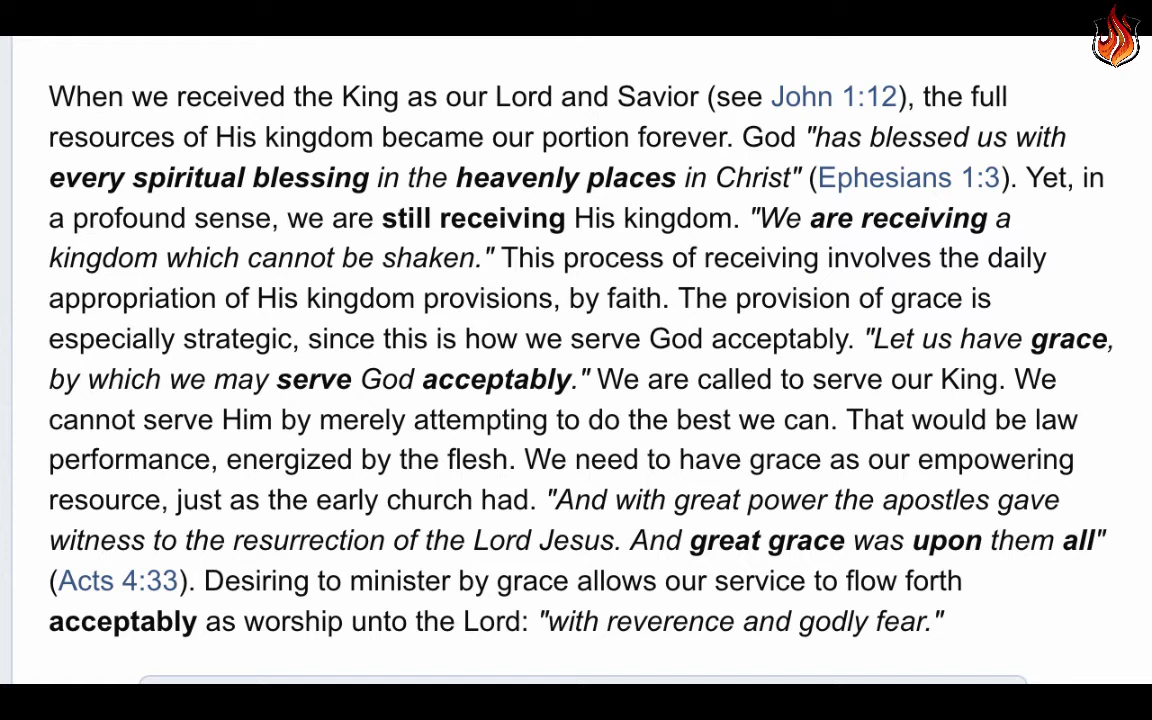 When we received the King as our Lord and Savior (see John 1:12), the full
resources of His kingdom became our portion forever. God "has blessed us with
every spiritual blessing in the heavenly places in Christ" (Ephesians 1:3). Yet, in
a profound sense, we are still receiving His kingdom. "We are receiving a
kingdom which cannot be shaken." This process of receiving involves the daily
appropriation of His kingdom provisions, by faith. The provision of grace is
especially strategic, since this is how we serve God acceptably. "Let us have grace,
by which we may serve God acceptably." We are called to serve our King. We
cannot serve Him by merely attempting to do the best we can. That would be law
performance, energized by the flesh. We need to have grace as our empowering
resource, just as the early church had. "And with great power the apostles gave
witness to the resurrection of the Lord Jesus. And great grace was upon them all"
(Acts 4:33). Desiring to minister by grace allows our service to flow forth
acceptably as worship unto the Lord: "with reverence and godly fear."